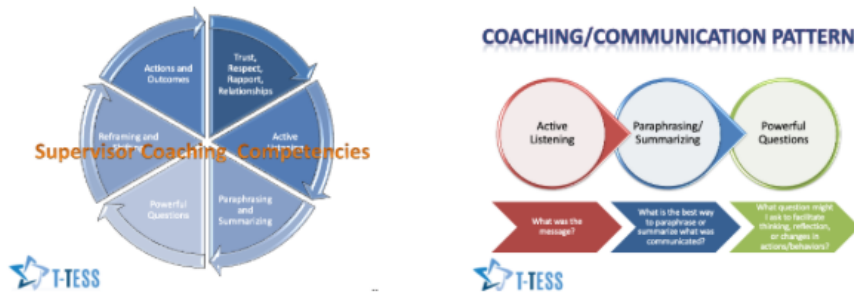 Actions and
Outcomes
Trust,
Respect,
Rapport,
Relationships
Reframing and
Active
Supervisor Coaching Competencies
Powerful
Questions
Paraphrasing
and
Summarizing
T-TESS
COACHING/COMMUNICATION PATTERN
Active
Listening
Paraphrasing/
Summarizing
Powerful
Questions
What was the
message?
What is the best way
to paraphrase or
summarize what was
communicated?
What question might
I ask to facilitate
thinking, reflection,
or changes in
actions/behaviors?
T-TESS